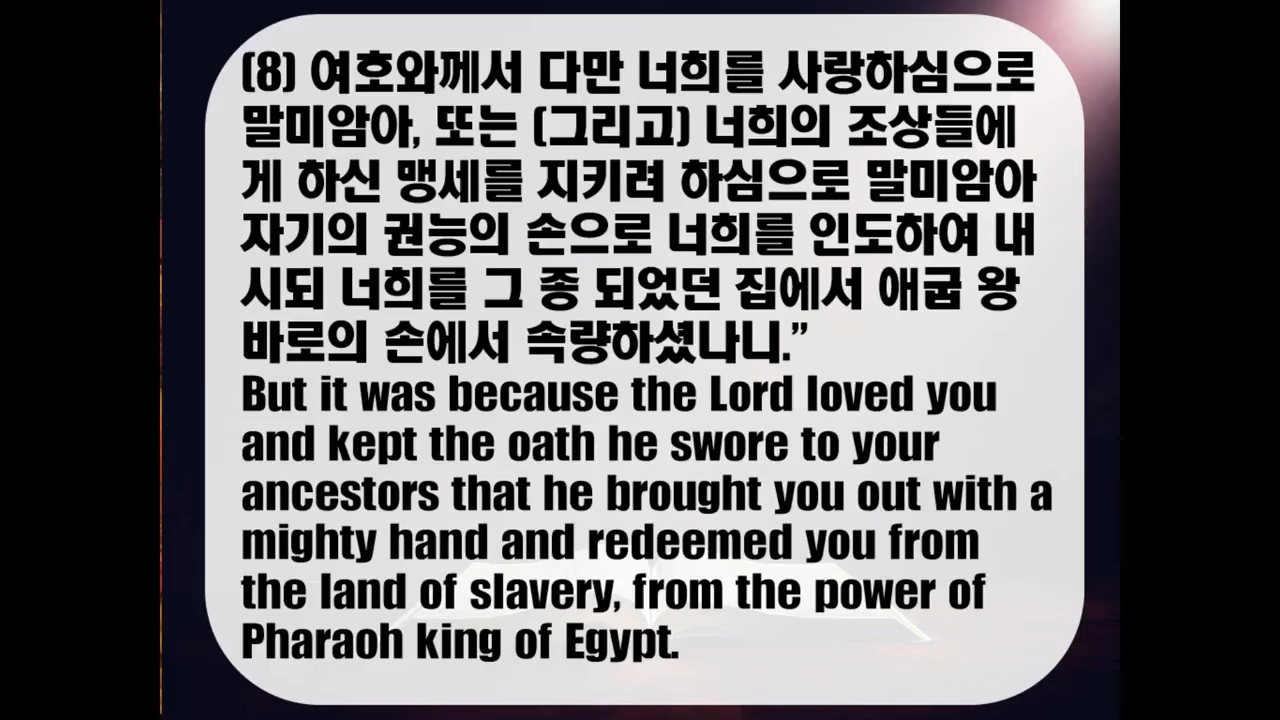 (8) 여호와께서 다만 너희를 사랑하심으로
말미암아, 또는 (그리고) 너희의 조상들에
게 하신 맹세를 지키려 하심으로 말미암아
자기의 권능의 손으로 너희를 인도하여 내
시되 너희를 그 종 되었던 집에서 애굽 왕
바로의 손에서 속량하셨나니.”
But it was because the Lord loved you
and kept the oath he swore to your
ancestors that he brought you out with a
mighty hand and redeemed you from
the land of slavery, from the power of
Pharaoh king of Egypt.